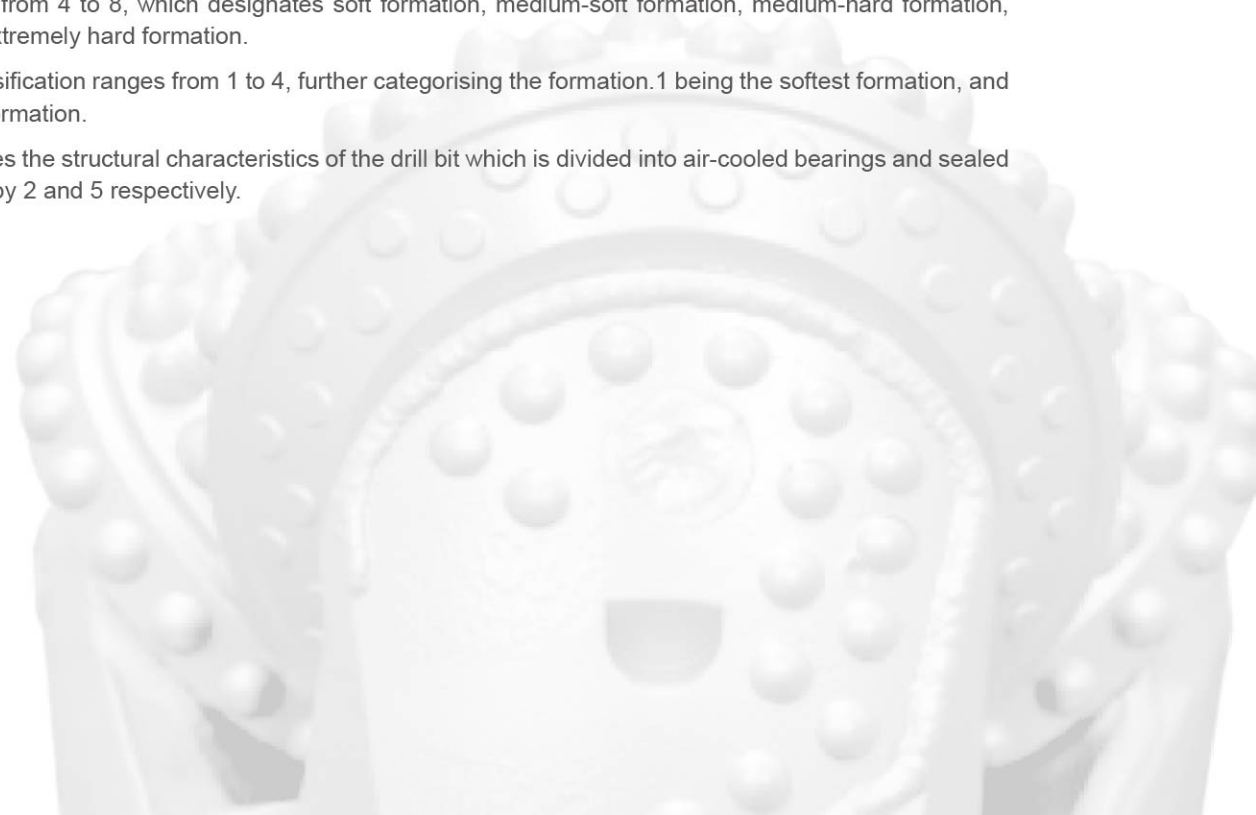 from 4 to 8, which designates soft formation, medium-soft formation, medium-hard formation,
xtremely hard formation.
sification ranges from 1 to 4, further categorising the formation.1 being the softest formation, and
rmation.
es the structural characteristics of the drill bit which is divided into air-cooled bearings and sealed
by 2 and 5 respectively.